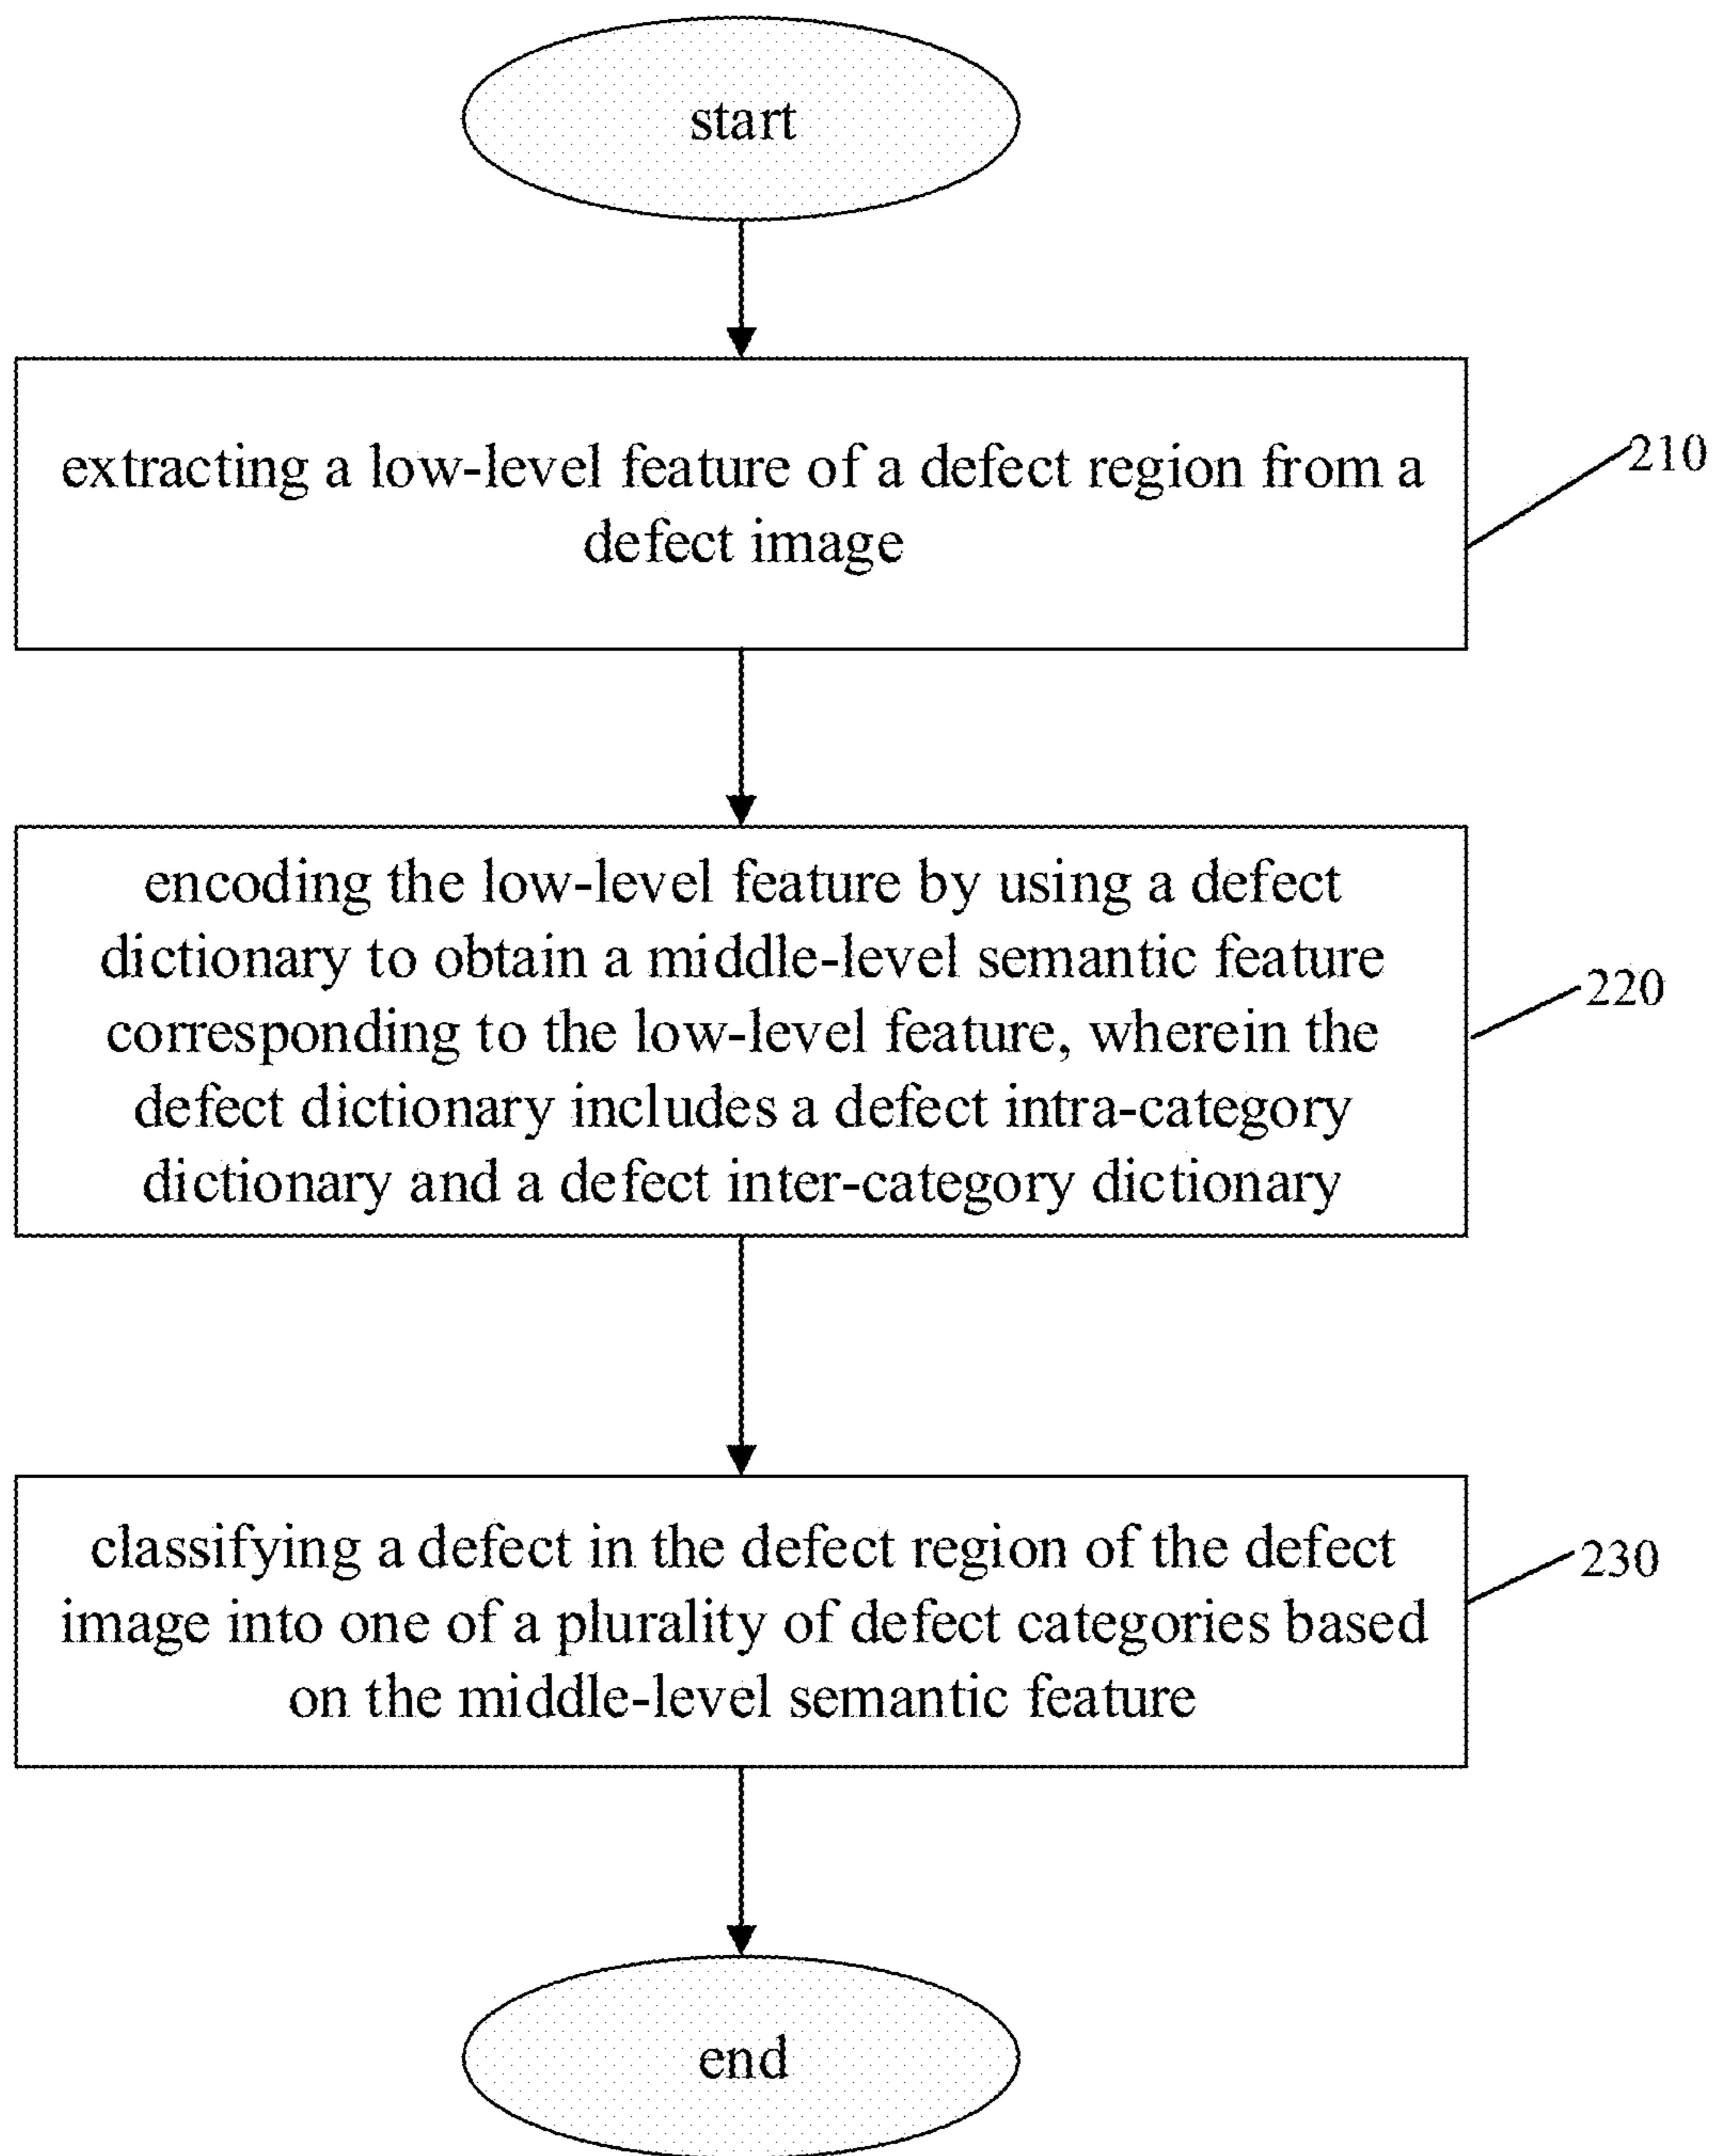 start
extracting a low-level feature of a defect region from a
defect image
210
encoding the low-level feature by using a defect
dictionary to obtain a middle-level semantic feature
corresponding to the low-level feature, wherein the
defect dictionary includes a defect intra-category
dictionary and a defect inter-category dictionary
220
classifying a defect in the defect region of the defect
image into one of a plurality of defect categories based
on the middle-level semantic feature
230
end